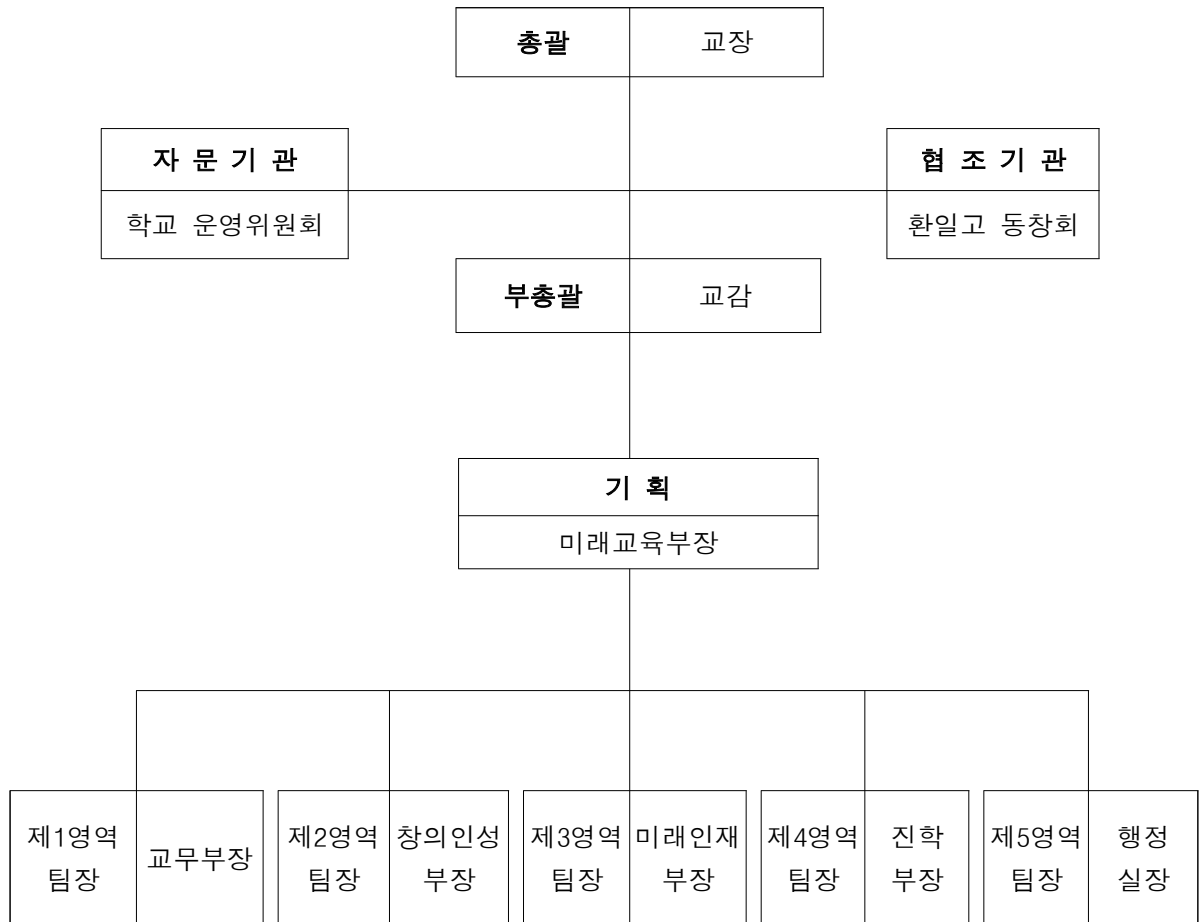 총괄 교장
자 문 기 관
학교 운영위원회
협 조 기 관
환일고 동창회
부총괄 교감
기 획
미래교육부장
제1영역
팀장
교무부장
제2영역
팀장
창의인성
부장
제3영역
팀장
미래인재
부장
제4영역
팀장
진학
부장
제5영역
팀장
행정
실장